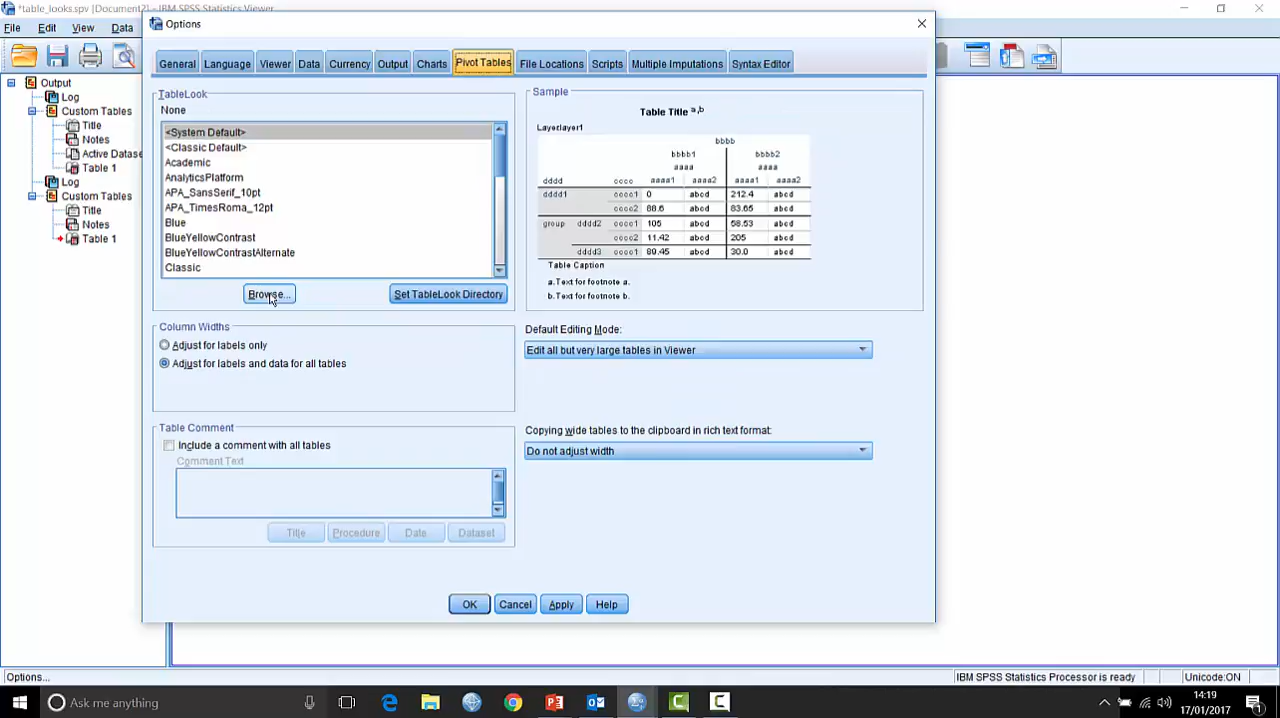 *table_looks.spv [Document2] - IBM SPSS Statistics Viewer
File Edit View Data
Options
General Language Viewer Data Currency Output Charts Pivot Tables File Locations Scripts Multiple Imputations Syntax Editor
Output
Log
Custom Tables
Title
Notes
Active Datase
Table 1
Log
Custom Tables
Title
Notes
Table 1
TableLook
None
<System Default>
<Classic Default>
Academic
AnalyticsPlatform
APA_SansSerif_10pt
APA_TimesRoma_12pt
Blue
BlueYellowContrast
BlueYellowContrastAlternate
Classic
Browse... Set TableLook Directory
Sample
Table Title a,b
Layerlayer1
bbbb
bbbb1 bbbb2
aaaa aaaa
dddd cccc aaaa1 aaaa2 aaaa1 aaaa2
dddd1 cccc1 0 abcd 212.4 abcd
cccc2 88.6 abcd 83.65 abcd
group dddd2 cccc1 105 abcd 58.53 abcd
cccc2 11.42 abcd 205 abcd
dddd3 cccc1 89.45 abcd 30.0 abcd
Table Caption
a.Text for footnote a.
b.Text for footnote b.
Column Widths
Adjust for labels only
Adjust for labels and data for all tables
Default Editing Mode:
Edit all but very large tables in Viewer
Table Comment
Include a comment with all tables
Comment Text
Title Procedure Date Dataset
Copying wide tables to the clipboard in rich text format:
Do not adjust width
OK Cancel Apply Help
Options... IBM SPSS Statistics Processor is ready Unicode:ON
Ask me anything
14:19
17/01/2017